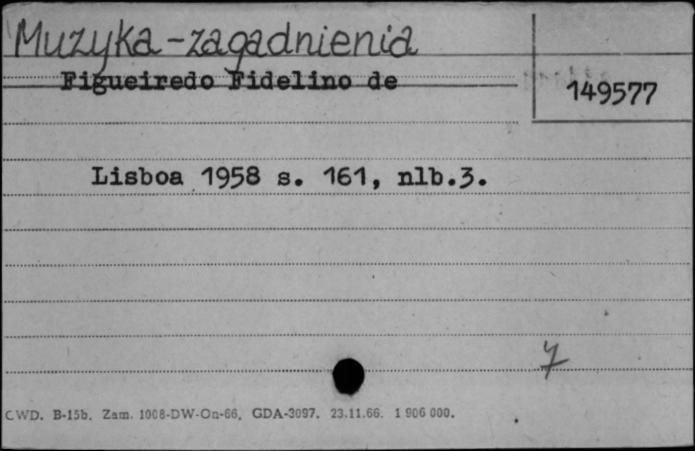 Muzyka-zagadnienia
Figueiredo Fidelino de
149577
Lisboa 1958 s. 161, nlb.3.
7
CWD. B-15b. Zam. 1008-DW-On-66. GDA-3097. 23.11.66. 1 906 000.